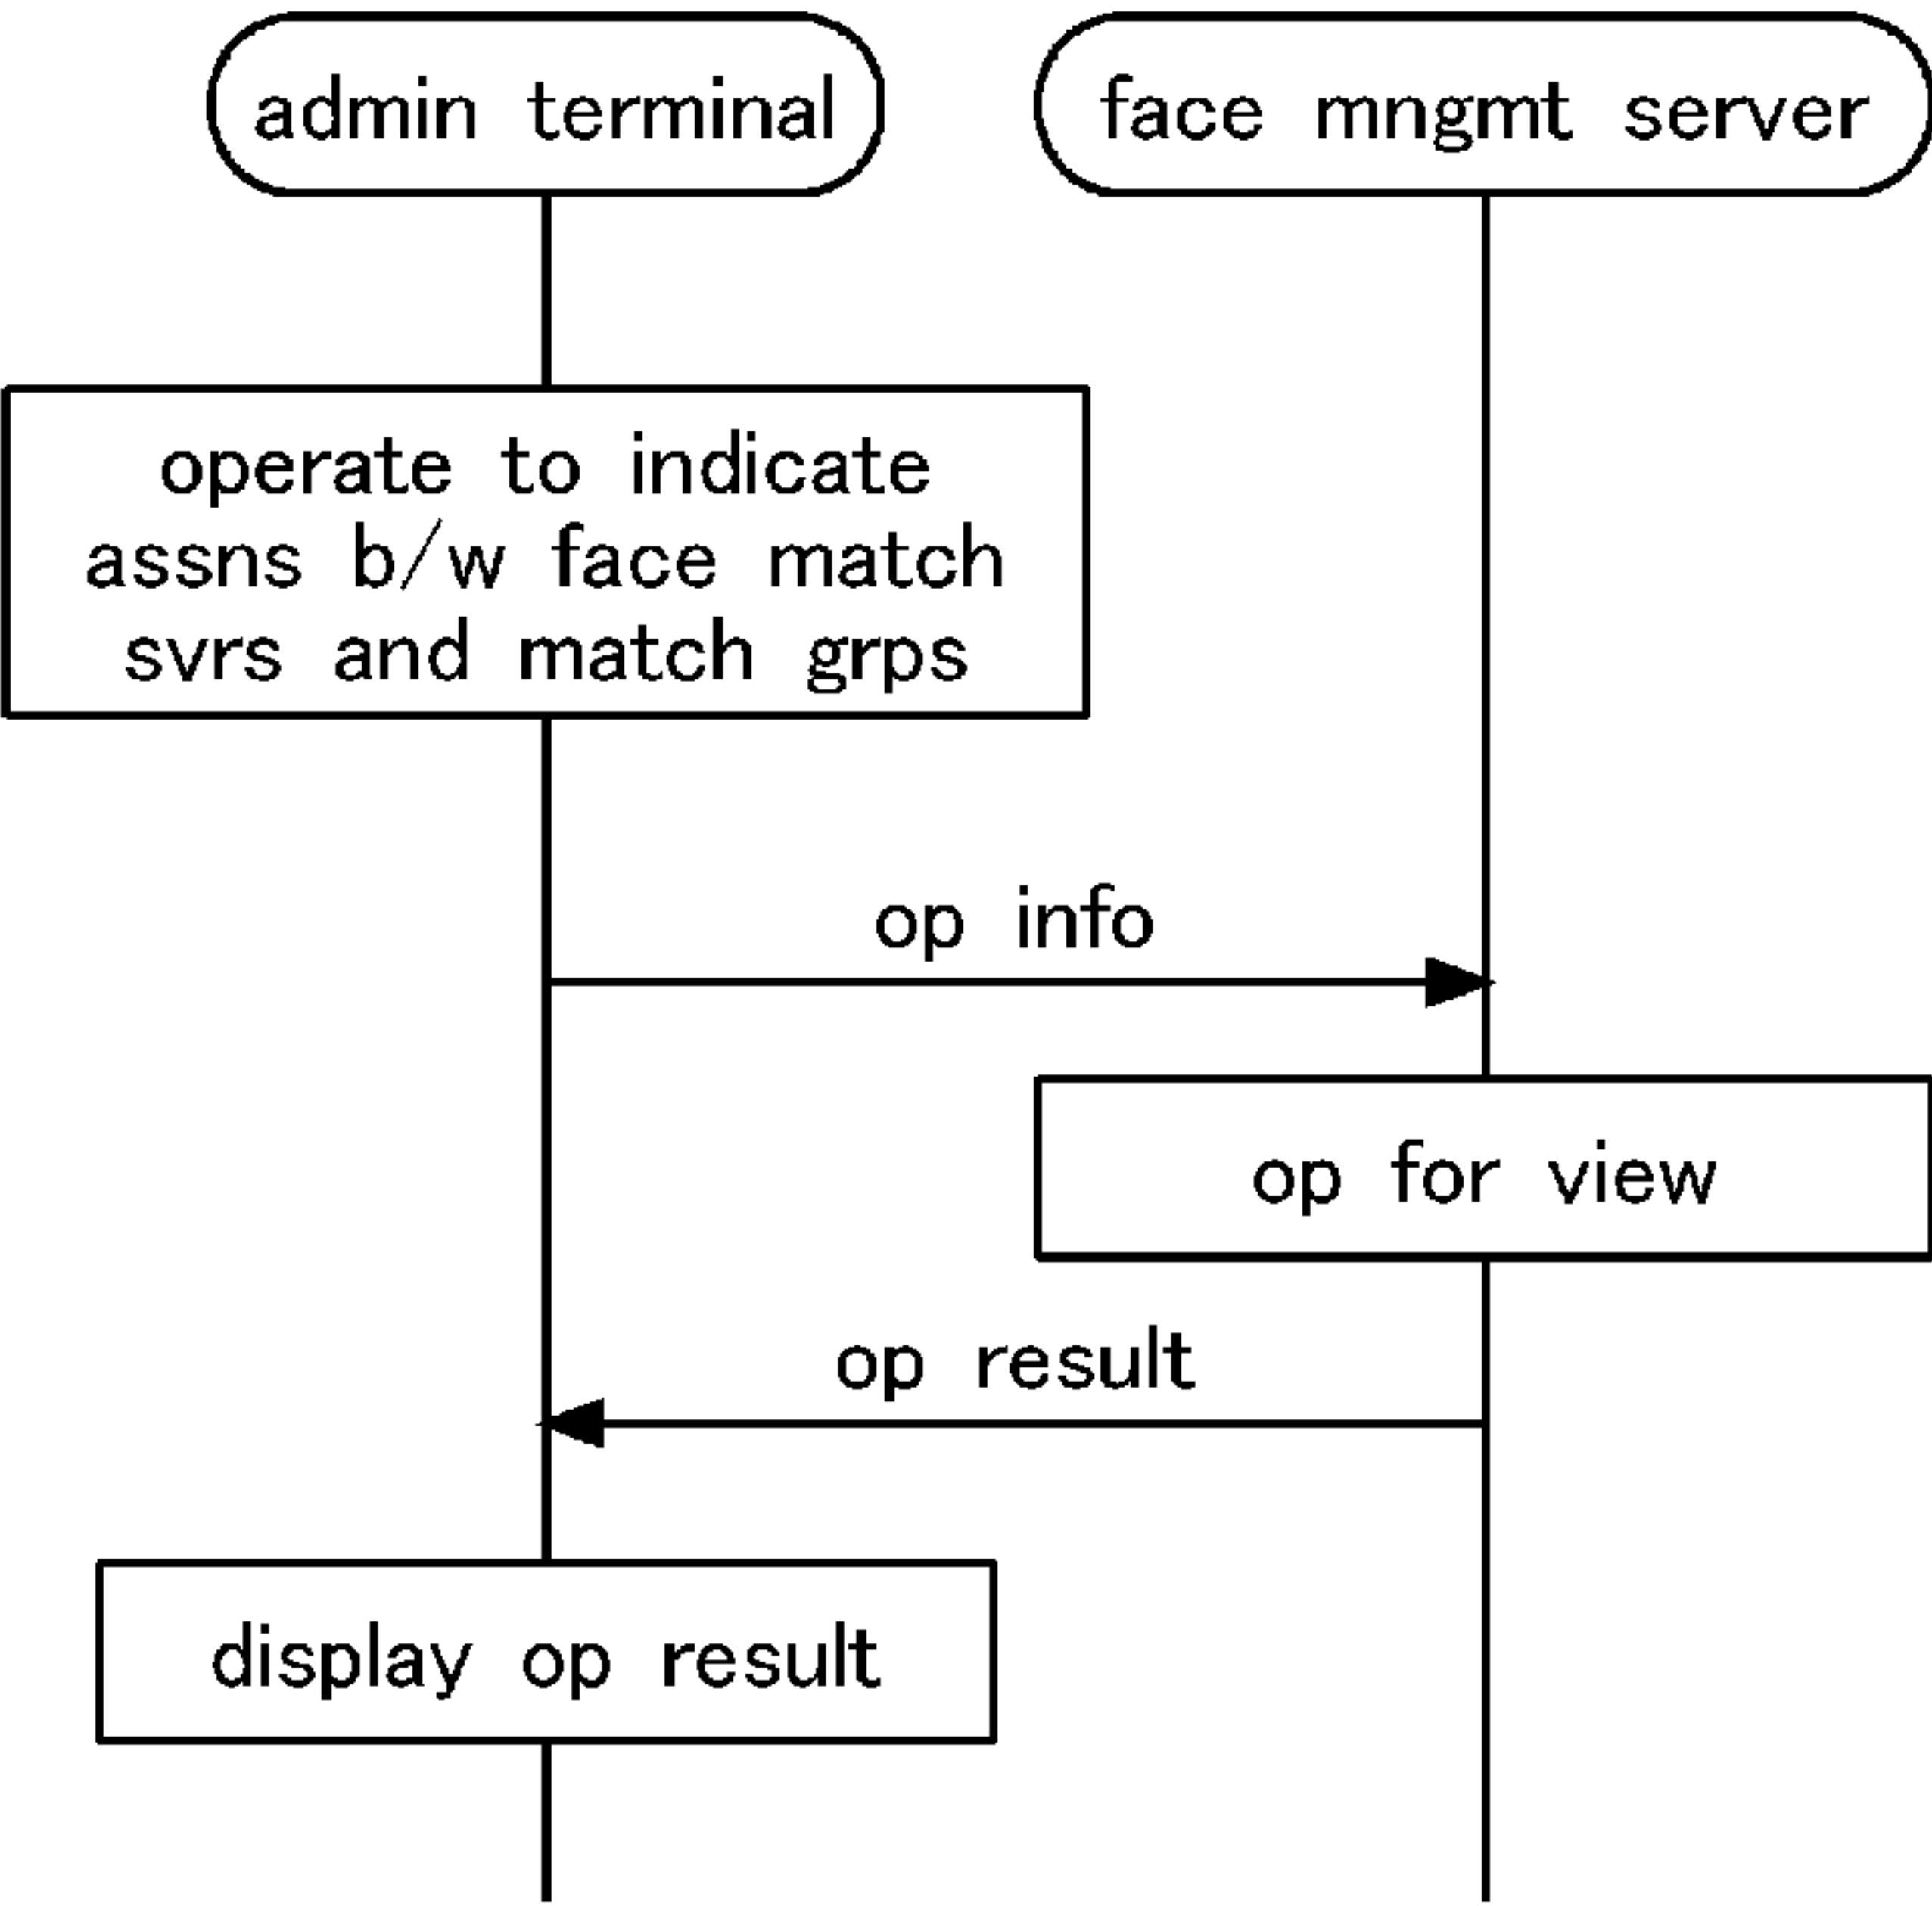 admin terminal
face mngmt server
operate to indicate
assns b/w face match
svrs and match grps
op info
op for view
op result
display op result